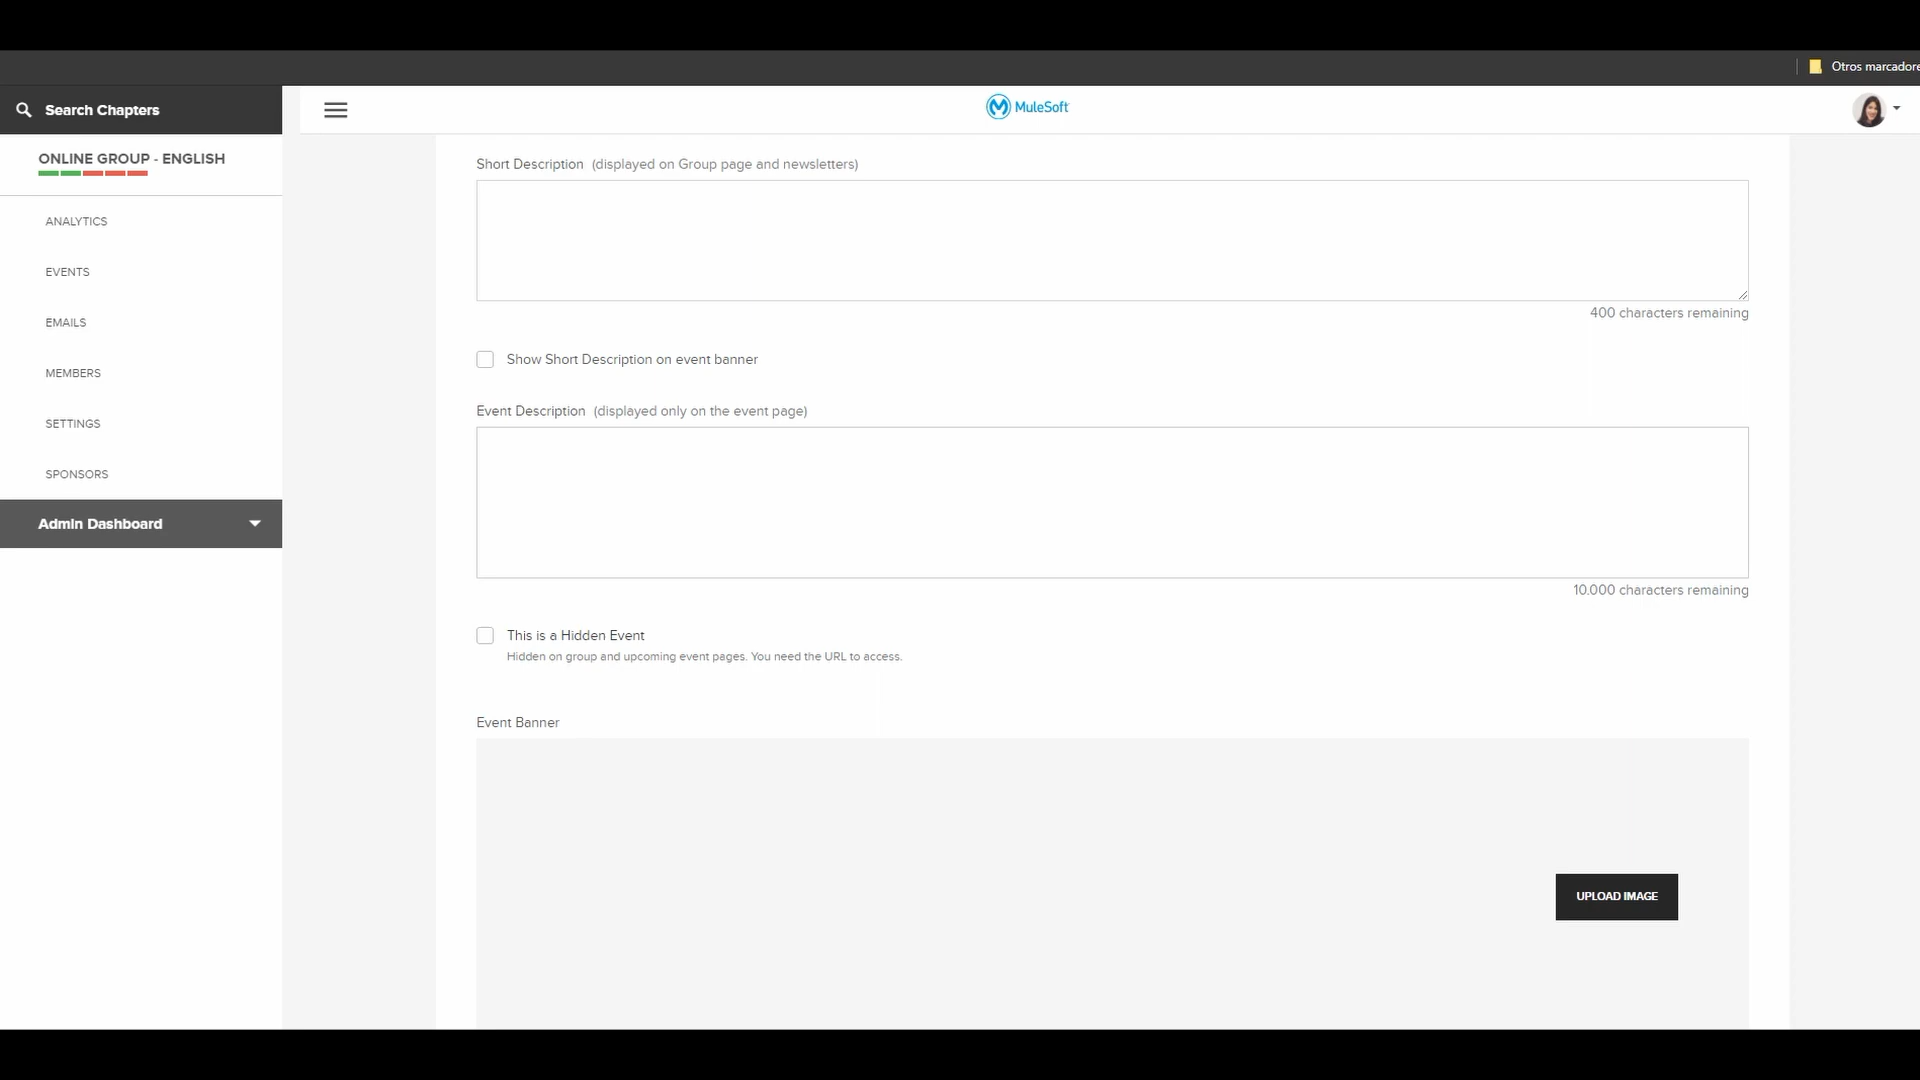 Otros marcadore
Search Chapters
MuleSoft
ONLINE GROUP - ENGLISH
ANALYTICS
EVENTS
EMAILS
MEMBERS
SETTINGS
SPONSORS
Admin Dashboard
Short Description (displayed on Group page and newsletters)
400 characters remaining
Show Short Description on event banner
Event Description (displayed only on the event page)
10.000 characters remaining
This is a Hidden Event
Hidden on group and upcoming event pages. You need the URL to access.
Event Banner
UPLOAD IMAGE